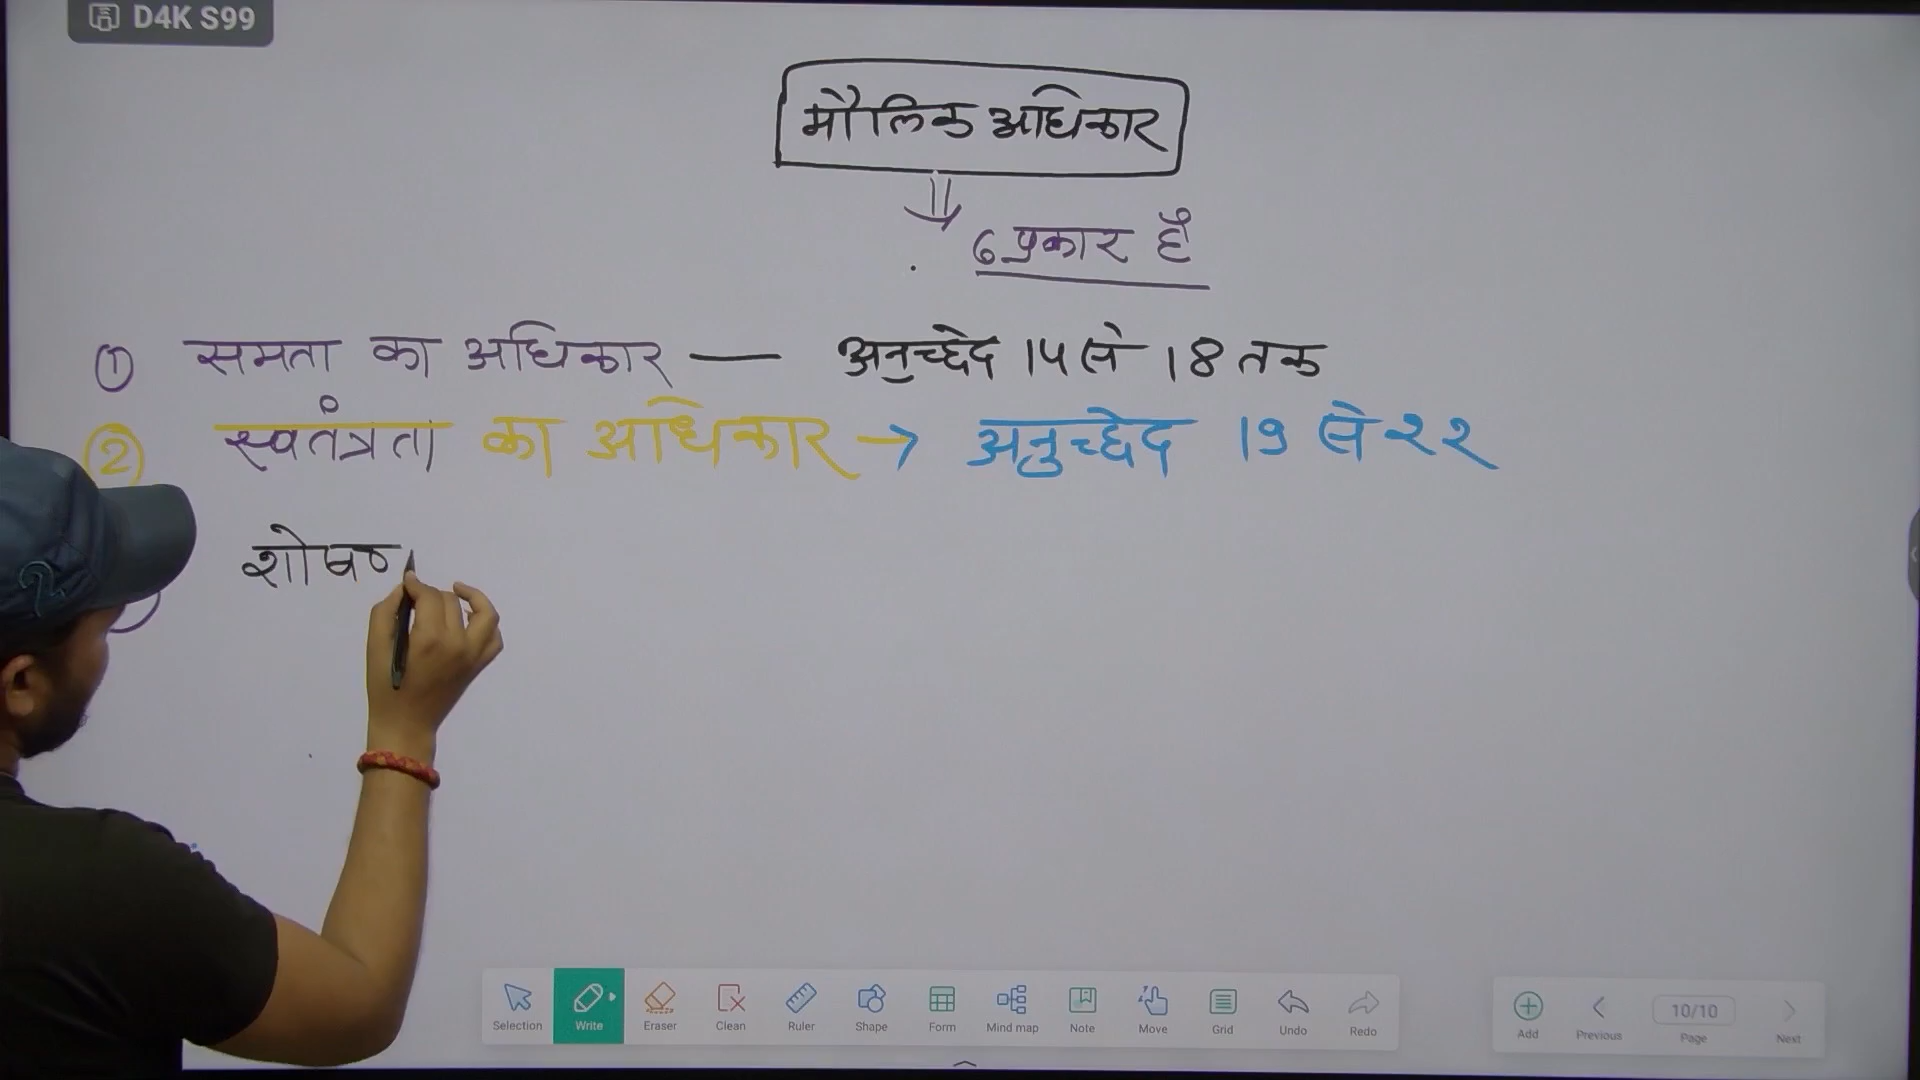 D4K S99
मौलिक अधिकार
6 प्रकार हैं
① समता का अधिकार — अनुच्छेद 14 से 18 तक
② स्वतंत्रता का अधिकार → अनुच्छेद 19 से २२
शोषण
Selection Write Eraser Clean Ruler Shape Form Mind map Note Move Grid Undo Redo
Add Previous 10/10 Page Next